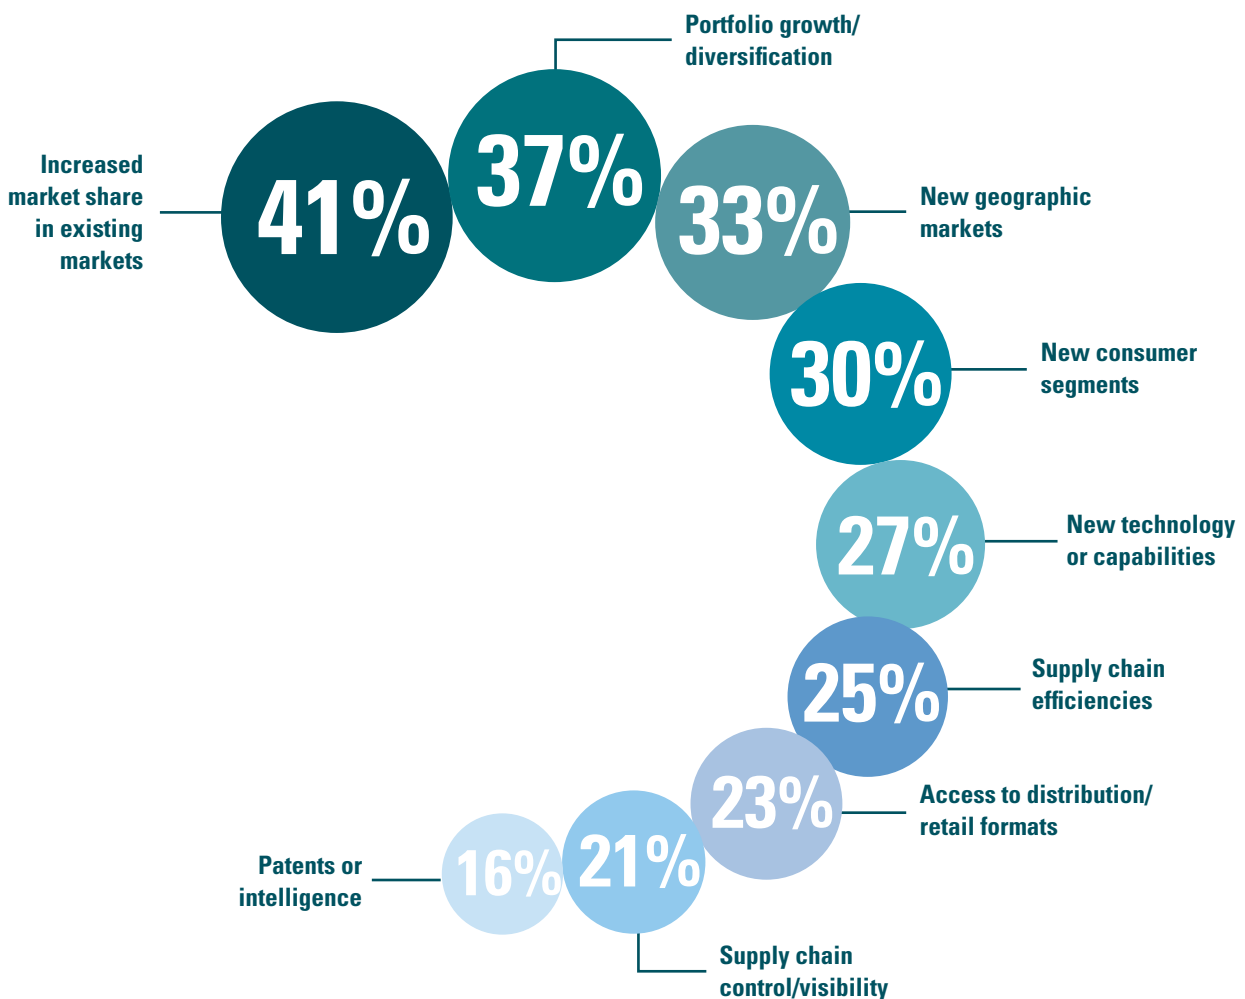 Portfolio growth/
diversification
37%
Increased
market share
in existing
markets
41%
33%
New geographic
markets
30%
New consumer
segments
27%
New technology
or capabilities
25%
Supply chain
efficiencies
23%
Access to distribution/
retail formats
21%
Supply chain
control/visibility
16%
Patents or
intelligence